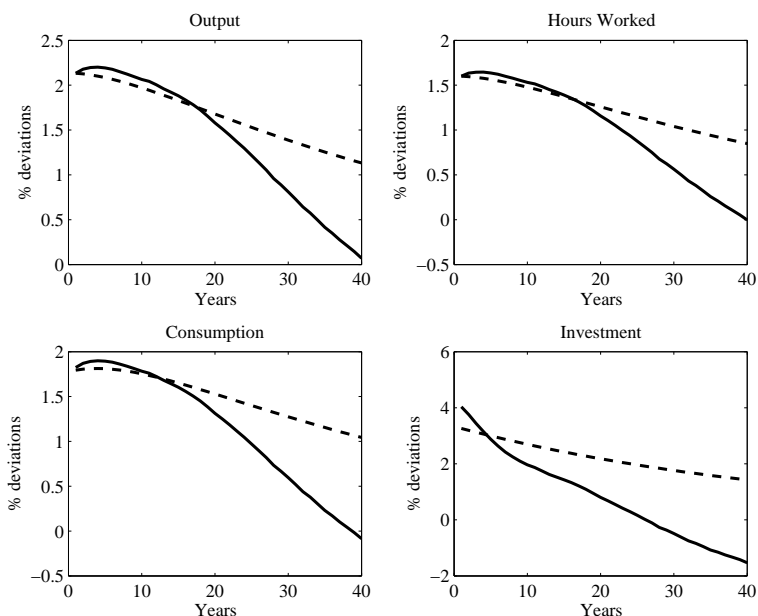 Output
% deviations
2.5
2
1.5
1
0.5
0
0 10 20 30 40
Years
Hours Worked
% deviations
2
1.5
1
0.5
0
−0.5
0 10 20 30 40
Years
Consumption
% deviations
2
1.5
1
0.5
0
−0.5
0 10 20 30 40
Years
Investment
% deviations
6
4
2
0
−2
0 10 20 30 40
Years